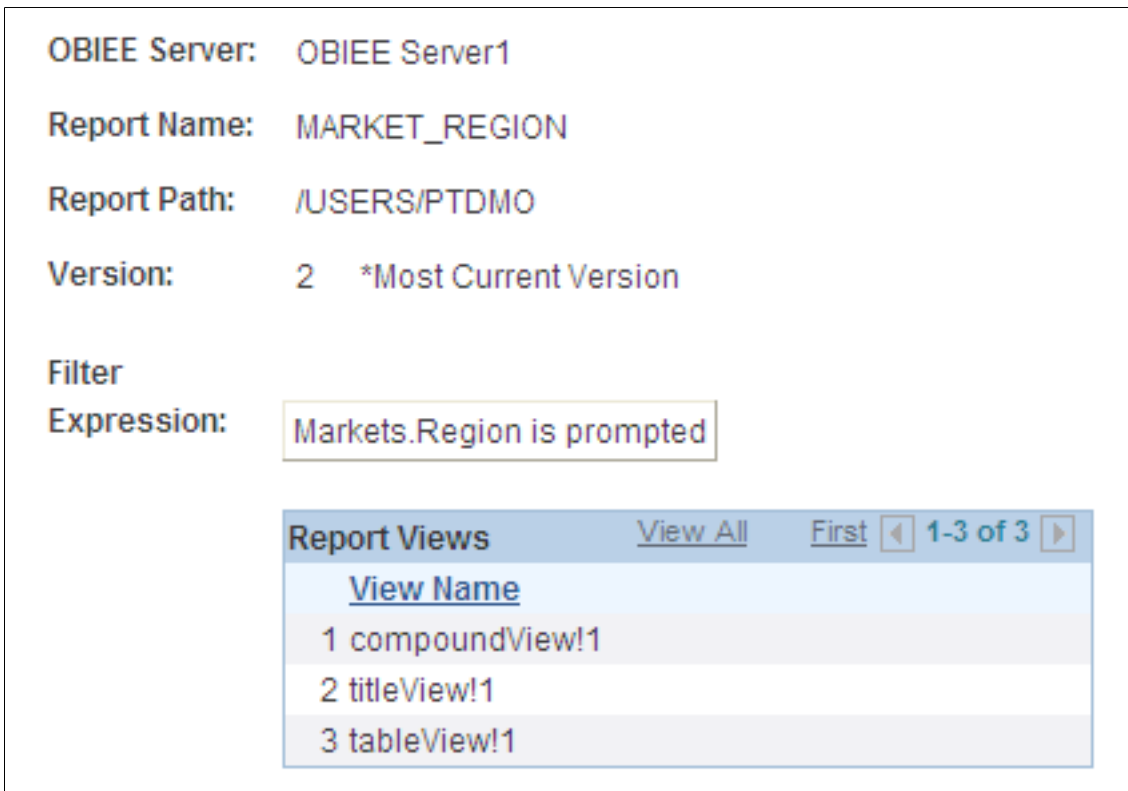 OBIEE Server: OBIEE Server1
Report Name: MARKET_REGION
Report Path: /USERS/PTDMO
Version: 2 *Most Current Version
Filter
Expression: Markets.Region is prompted
Report Views View All First 1-3 of 3
View Name
1 compoundView!1
2 titleView!1
3 tableView!1